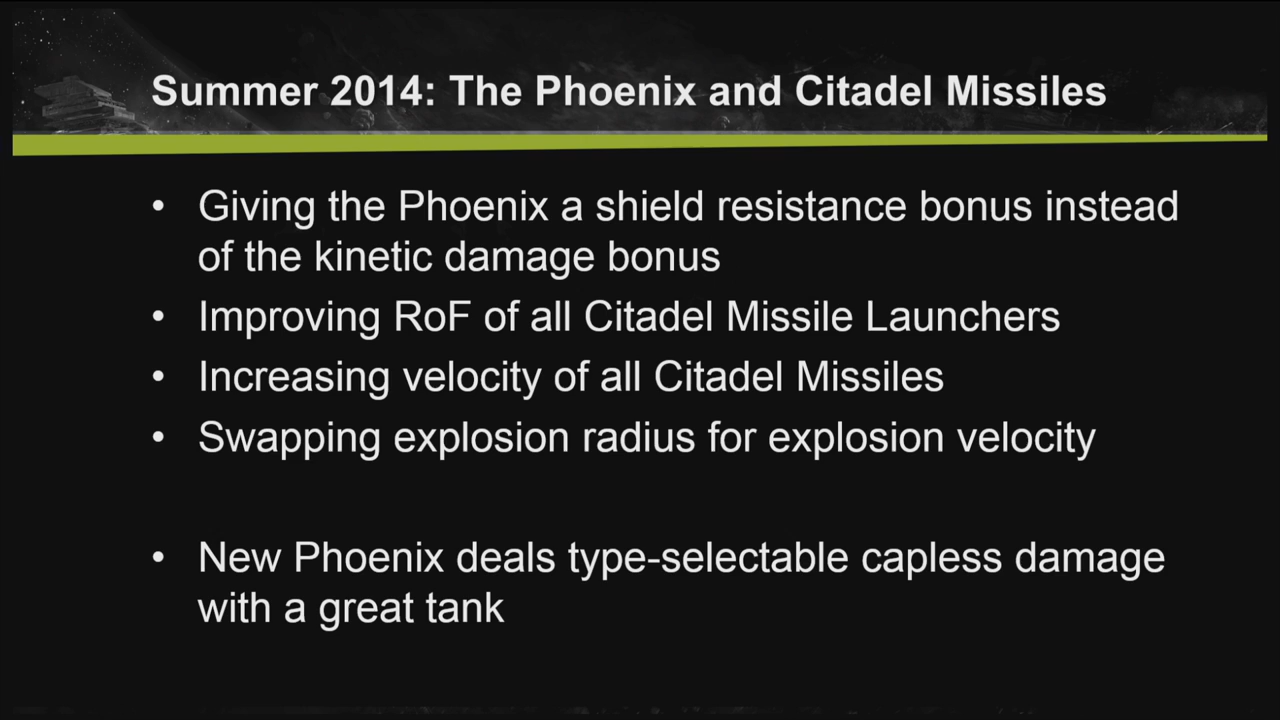 Summer 2014: The Phoenix and Citadel Missiles
• Giving the Phoenix a shield resistance bonus instead
of the kinetic damage bonus
• Improving RoF of all Citadel Missile Launchers
• Increasing velocity of all Citadel Missiles
• Swapping explosion radius for explosion velocity
• New Phoenix deals type-selectable capless damage
with a great tank